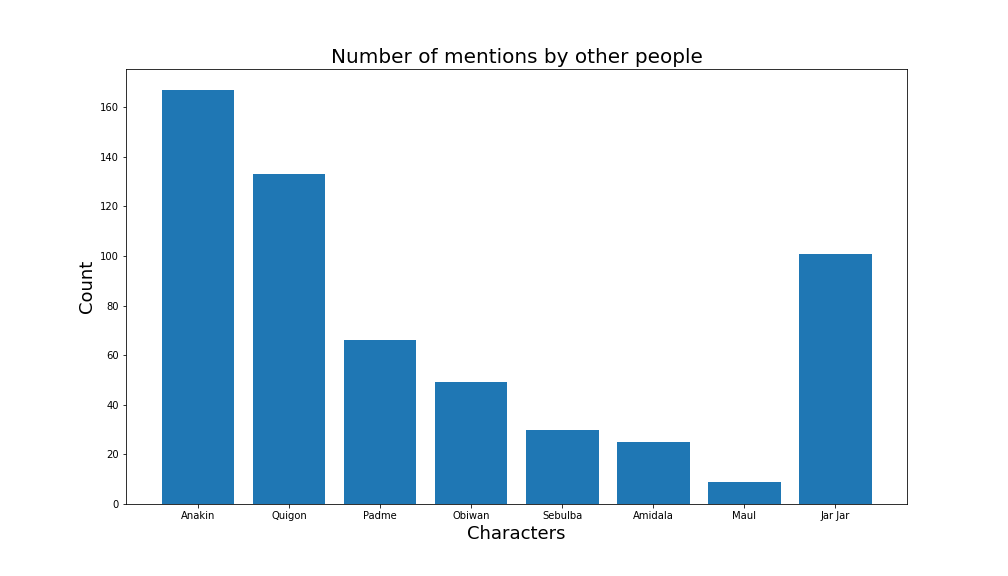 Number of mentions by other people
160
140
120
100
80
60
40
20
0
Count
Anakin Quigon Padme Obiwan Sebulba Amidala Maul Jar Jar
Characters